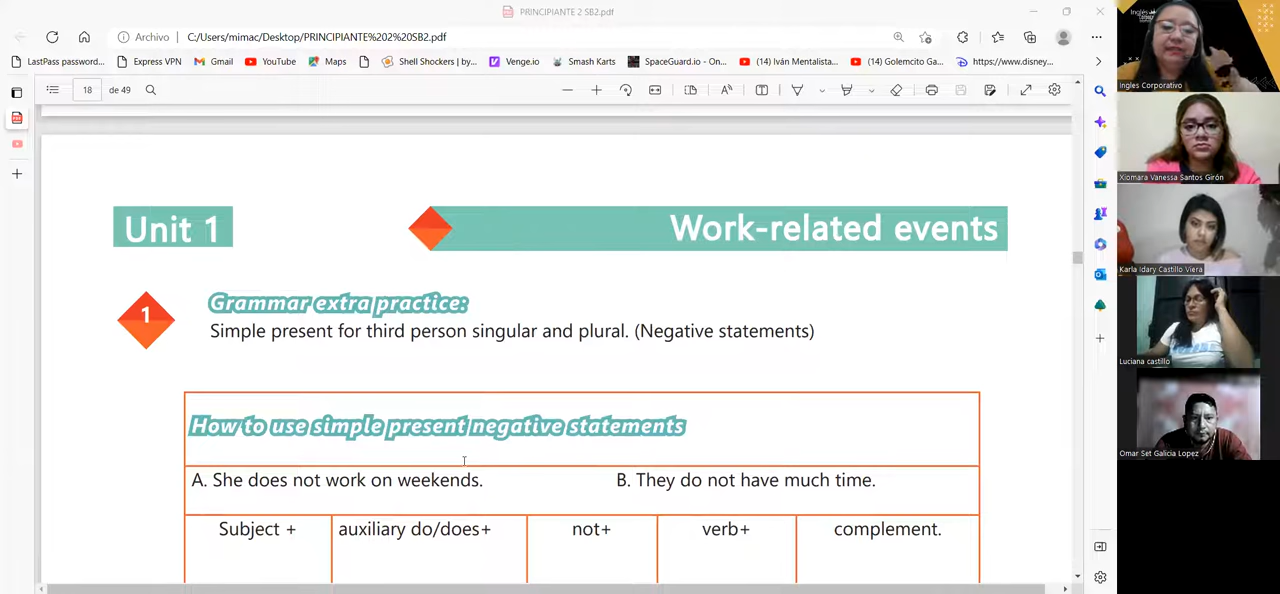 PRINCIPIANTE 2 SB2.pdf
Archivo
C:/Users/mimac/Desktop/PRINCIPIANTE%202%20SB2.pdf
LastPass password...
Express VPN
Gmail
YouTube
Maps
Shell Shockers | by...
Venge.io
Smash Karts
SpaceGuard.io - On...
(14) Iván Mentalista...
(14) Golemcito Ga...
https://www.disney...
18
de 49
Unit 1
Work-related events
1
Grammar extra practice:
Simple present for third person singular and plural. (Negative statements)
How to use simple present negative statements
A. She does not work on weekends.
B. They do not have much time.
Subject +
auxiliary do/does+
not+
verb+
complement.
Ingles Corporativo
Xiomara Vanessa Santos Girón
Karla Idary Castillo Viera
Luciana castillo
Omar Set Galicia Lopez